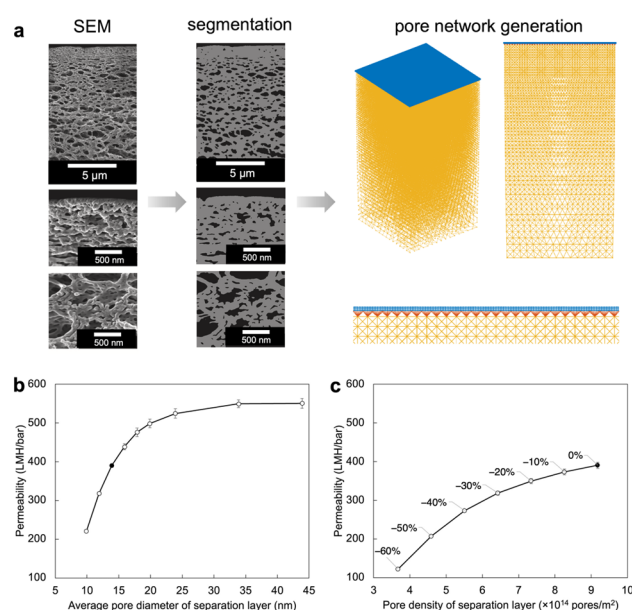 SEM
segmentation
pore network generation
a
5 µm
5 µm
500 nm
500 nm
500 nm
500 nm
b
600
500
400
300
200
100
5
10
15
20
25
30
35
40
45
Permeability (LMH/bar)
Average pore diameter of separation layer (nm)
c
600
500
400
300
200
100
3
4
5
6
7
8
9
10
0%
−10%
−20%
−30%
−40%
−50%
−60%
Permeability (LMH/bar)
Pore density of separation layer (×10¹⁴ pores/m²)